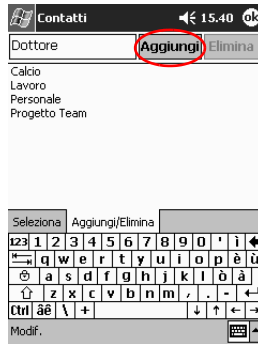 Contatti 15.40 ok
Dottore Aggiungi Elimina
Calcio
Lavoro
Personale
Progetto Team
Seleziona Aggiungi/Elimina
123 1 2 3 4 5 6 7 8 9 0 ' ì
q w e r t y u i o p è ù
a s d f g h j k l ò à
z x c v b n m , . -
Ctrl âê \ +
Modif.